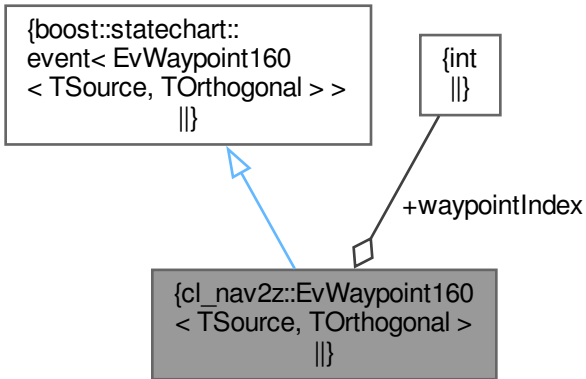 {boost::statechart::
event< EvWaypoint160
< TSource, TOrthogonal > >
||}
{int
||}
+waypointIndex
{cl_nav2z::EvWaypoint160
< TSource, TOrthogonal >
||}